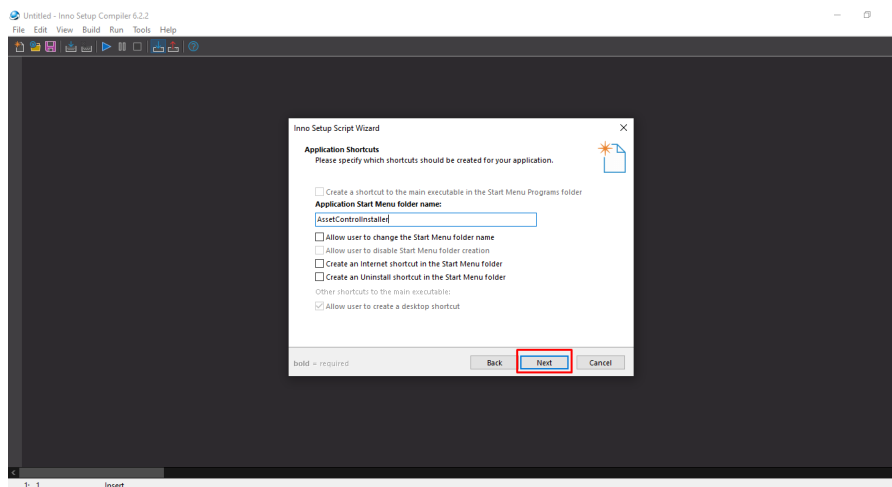 Untitled - Inno Setup Compiler 6.2.2
File Edit View Build Run Tools Help
Inno Setup Script Wizard
Application Shortcuts
Please specify which shortcuts should be created for your application.
Create a shortcut to the main executable in the Start Menu Programs folder
Application Start Menu folder name:
AssetControlInstaller
Allow user to change the Start Menu folder name
Allow user to disable Start Menu folder creation
Create an Internet shortcut in the Start Menu folder
Create an Uninstall shortcut in the Start Menu folder
Other shortcuts to the main executable:
Allow user to create a desktop shortcut
bold = required
Back Next Cancel
1: 1 Insert